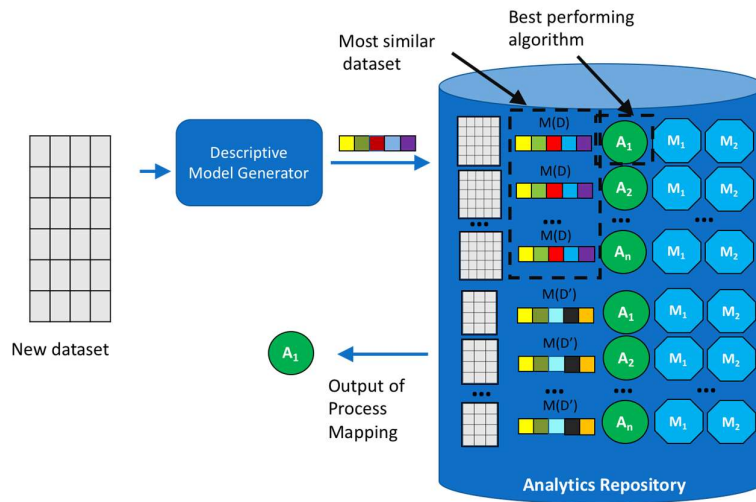 Most similar
dataset
Best performing
algorithm
Descriptive
Model Generator
New dataset
M(D)
A₁ M₁ M₂
M(D)
A₂ M₁ M₂
... ... ... ...
M(D)
Aₙ M₁ M₂
M(D')
A₁ M₁ M₂
M(D')
A₂ M₁ M₂
... ... ... ...
M(D')
Aₙ M₁ M₂
A₁
Output of
Process
Mapping
Analytics Repository